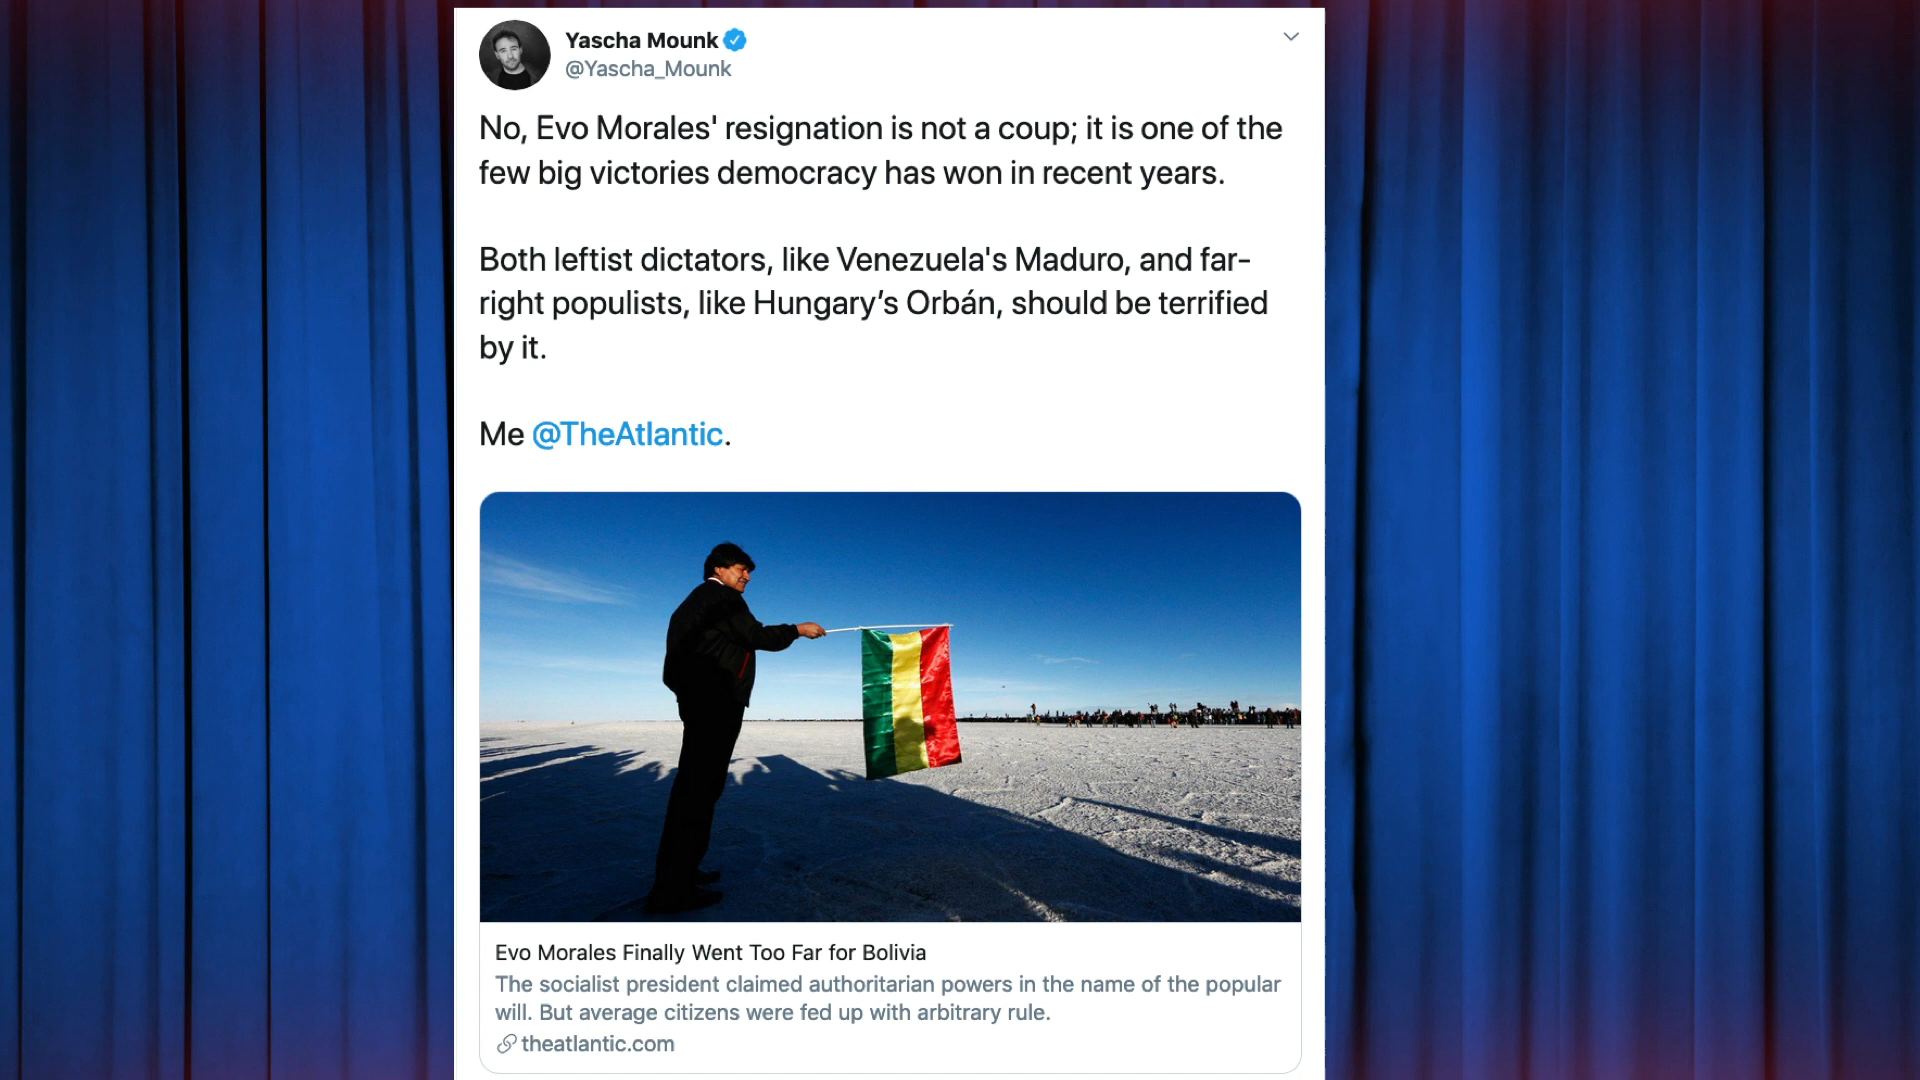 Yascha Mounk
@Yascha_Mounk
No, Evo Morales' resignation is not a coup; it is one of the
few big victories democracy has won in recent years.
Both leftist dictators, like Venezuela's Maduro, and far-
right populists, like Hungary’s Orbán, should be terrified
by it.
Me @TheAtlantic.
Evo Morales Finally Went Too Far for Bolivia
The socialist president claimed authoritarian powers in the name of the popular
will. But average citizens were fed up with arbitrary rule.
theatlantic.com